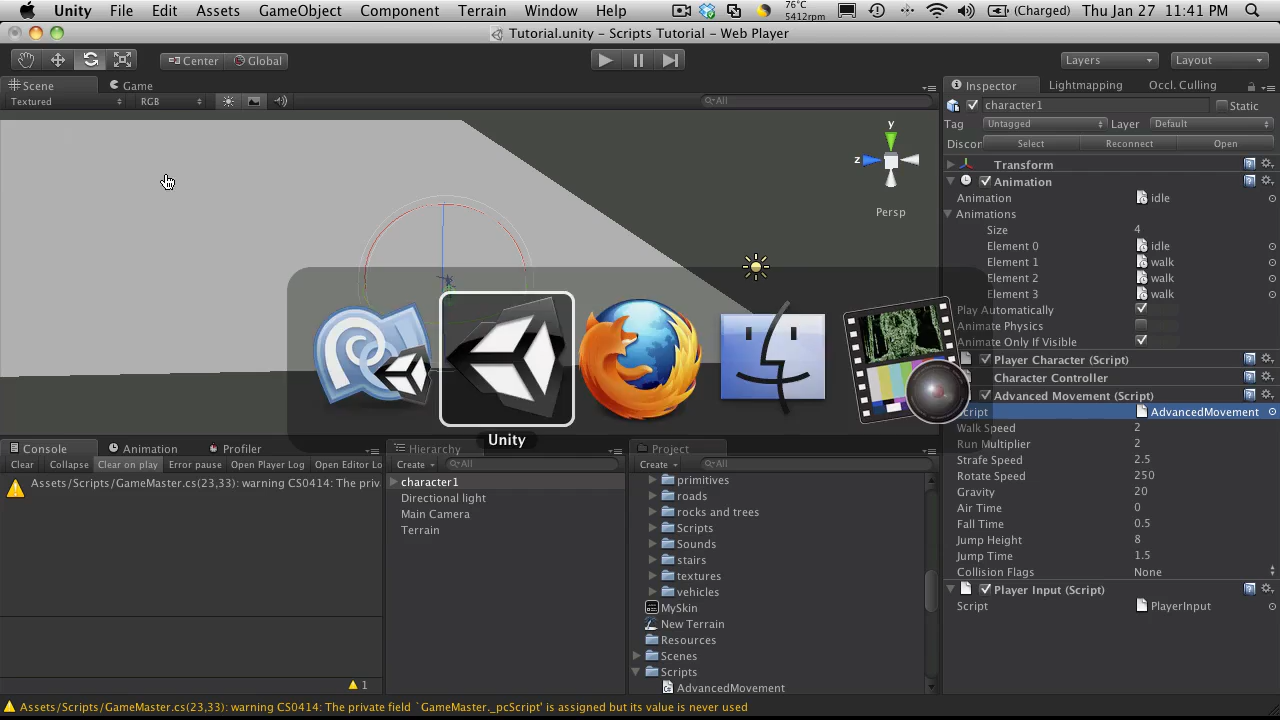 Unity File Edit Assets GameObject Component Terrain Window Help 76°C 5412rpm (Charged) Thu Jan 27 11:41 PM
Tutorial.unity - Scripts Tutorial - Web Player
Center Global Layers Layout
Scene Game
Textured RGB All
y
z
Persp
Inspector Lightmapping Occl. Culling
character1 Static
Tag Untagged Layer Default
Discor Select Reconnect Open
Transform
Animation
Animation idle
Animations
Size 4
Element 0 idle
Element 1 walk
Element 2 walk
Element 3 walk
Play Automatically
Animate Physics
Animate Only If Visible
Player Character (Script)
Character Controller
Advanced Movement (Script)
Script AdvancedMovement
Walk Speed 2
Run Multiplier 2
Strafe Speed 2.5
Rotate Speed 250
Gravity 20
Air Time 0
Fall Time 0.5
Jump Height 8
Jump Time 1.5
Collision Flags None
Player Input (Script)
Script PlayerInput
Unity
Console Animation Profiler
Clear Collapse Clear on play Error pause Open Player Log Open Editor Lo
Assets/Scripts/GameMaster.cs(23,33): warning CS0414: The priv
1
Hierarchy
Create All
character1
Directional light
Main Camera
Terrain
Project
Create All
primitives
roads
rocks and trees
Scripts
Sounds
stairs
textures
vehicles
MySkin
New Terrain
Resources
Scenes
Scripts
AdvancedMovement
Assets/Scripts/GameMaster.cs(23,33): warning CS0414: The private field `GameMaster._pcScript' is assigned but its value is never used